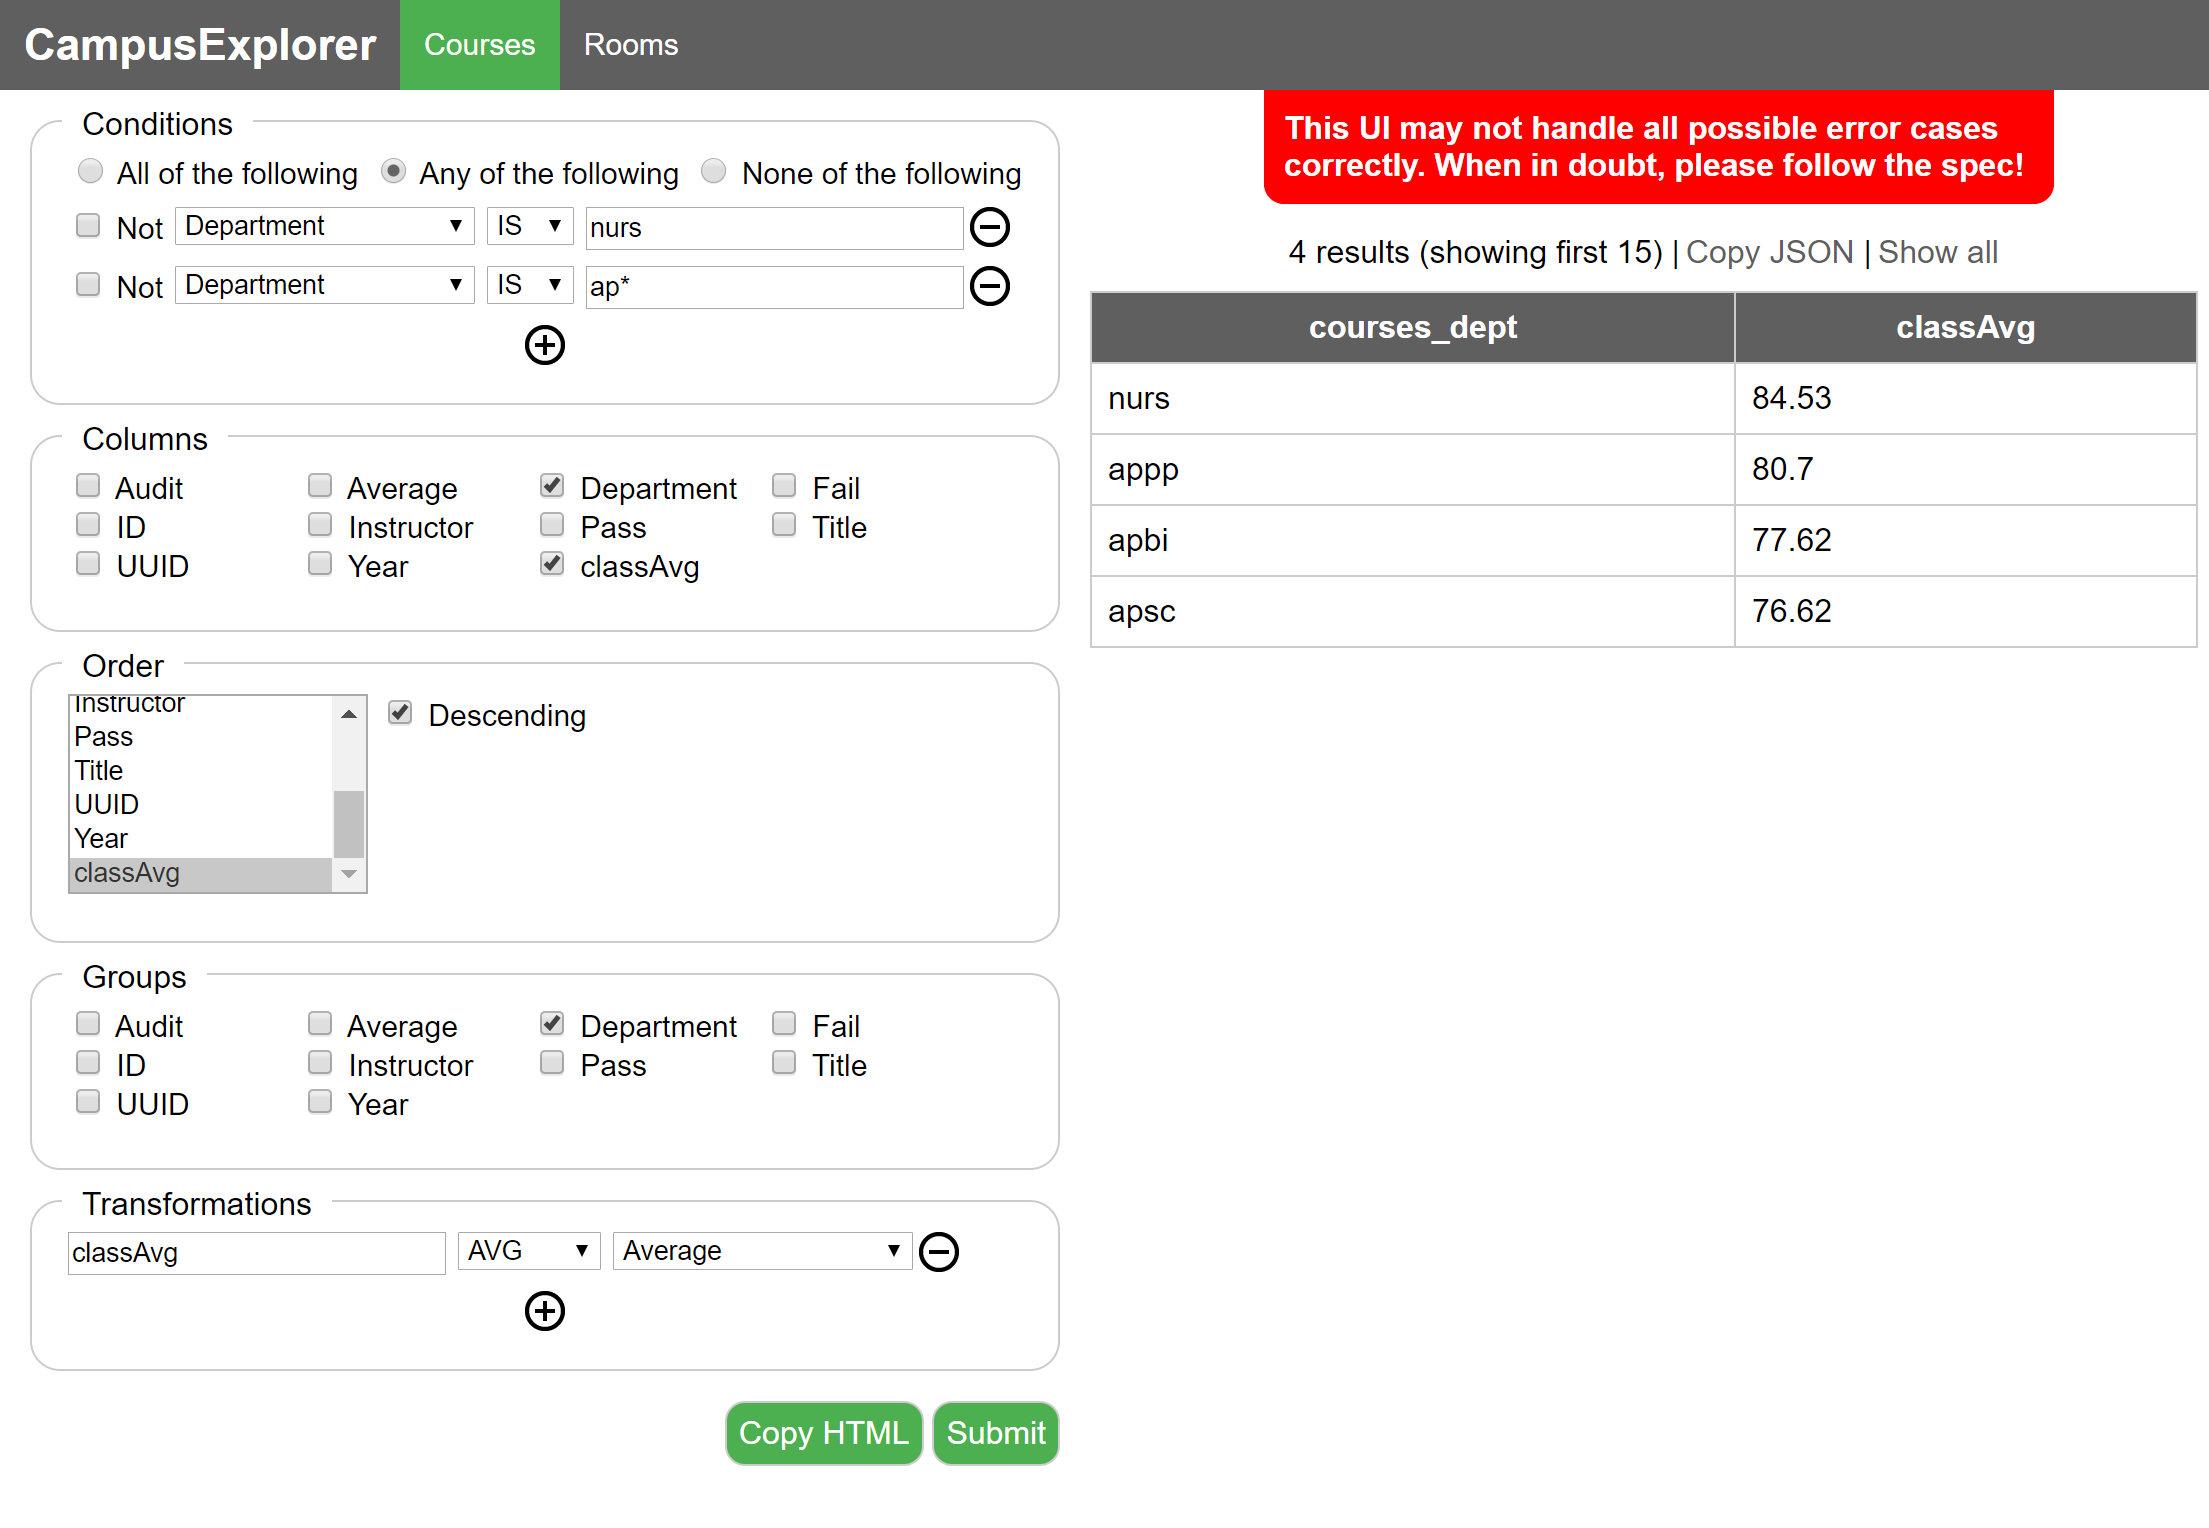 CampusExplorer Courses Rooms
Conditions
All of the following Any of the following None of the following
Not Department IS nurs
Not Department IS ap*
Columns
Audit Average Department Fail
ID Instructor Pass Title
UUID Year classAvg
Order
Instructor
Pass
Title
UUID
Year
classAvg
Descending
Groups
Audit Average Department Fail
ID Instructor Pass Title
UUID Year
Transformations
classAvg AVG Average
Copy HTML Submit
This UI may not handle all possible error cases
correctly. When in doubt, please follow the spec!
4 results (showing first 15) | Copy JSON | Show all
courses_dept classAvg
nurs 84.53
appp 80.7
apbi 77.62
apsc 76.62